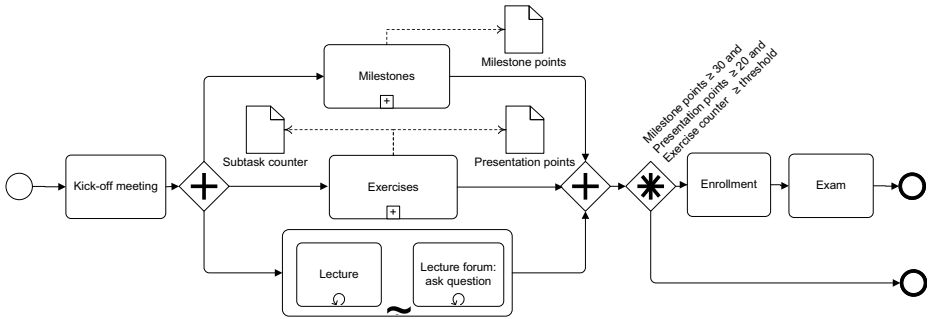 Milestone points ≥ 30 and
Presentation points ≥ 20 and
Exercise counter ≥ threshold
Milestones
Milestone points
Subtask counter
Presentation points
Kick-off meeting
Exercises
Enrollment
Exam
Lecture
Lecture forum:
ask question